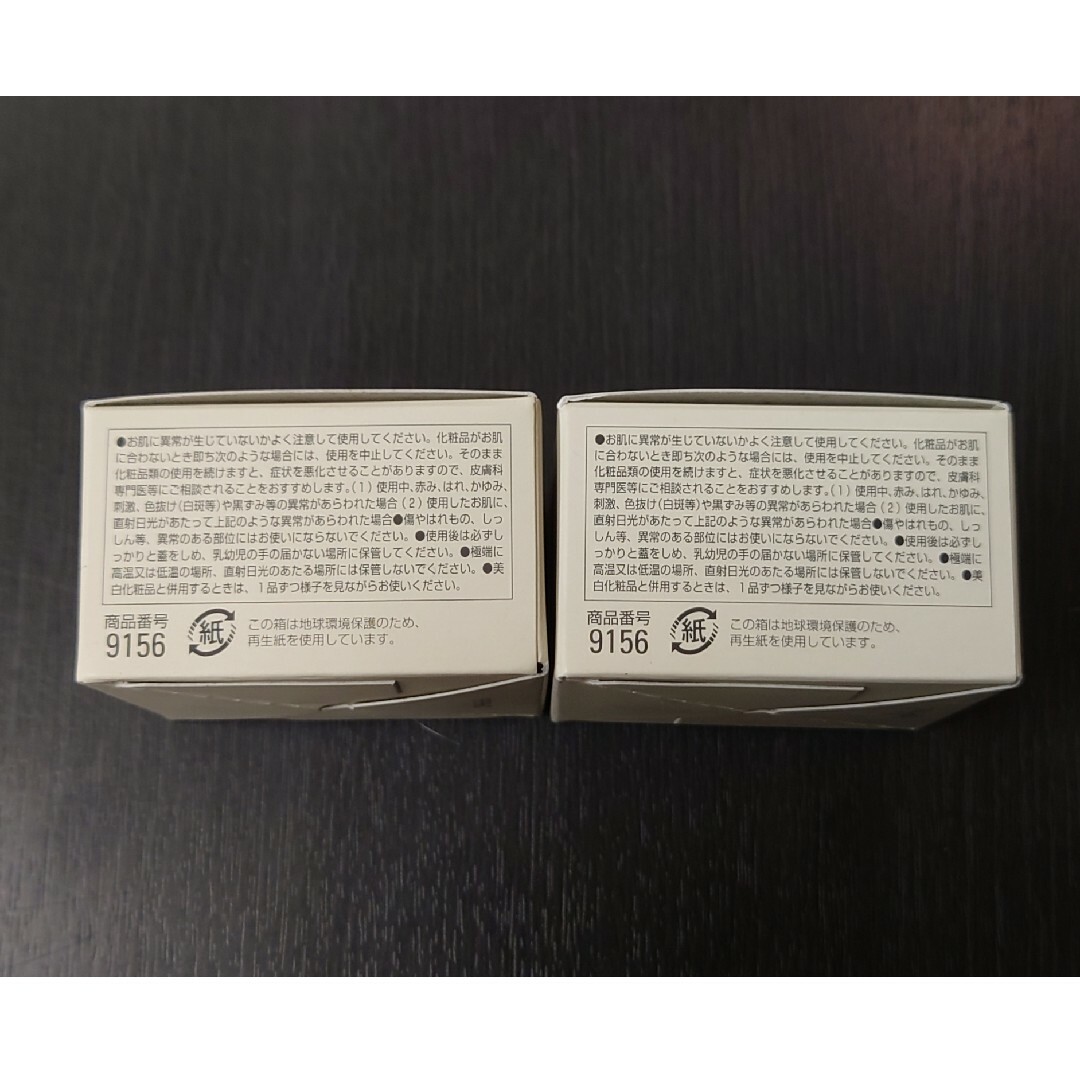 ●お肌に異常が生じていないかよく注意して使用してください。化粧品がお肌
に合わないとき即ち次のような場合には、使用を中止してください。そのまま
化粧品類の使用を続けますと、症状を悪化させることがありますので、皮膚科
専門医等にご相談されることをおすすめします。(1)使用中、赤み、はれ、かゆみ、
刺激、色抜け(白斑等)や黒ずみ等の異常があらわれた場合(2)使用したお肌に、
直射日光があたって上記のような異常があらわれた場合●傷やはれもの、しっ
しん等、異常のある部位にはお使いにならないでください。●使用後は必ずし
っかりと蓋をしめ、乳幼児の手の届かない場所に保管してください。●極端に
高温又は低温の場所、直射日光のあたる場所には保管しないでください。●美
白化粧品と併用するときは、1品ずつ様子を見ながらお使いください。
商品番号
9156
紙
この箱は地球環境保護のため、
再生紙を使用しています。
●お肌に異常が生じていないかよく注意して使用してください。化粧品がお肌
に合わないとき即ち次のような場合には、使用を中止してください。そのまま
化粧品類の使用を続けますと、症状を悪化させることがありますので、皮膚科
専門医等にご相談されることをおすすめします。(1)使用中、赤み、はれ、かゆみ、
刺激、色抜け(白斑等)や黒ずみ等の異常があらわれた場合(2)使用したお肌に、
直射日光があたって上記のような異常があらわれた場合●傷やはれもの、しっ
しん等、異常のある部位にはお使いにならないでください。●使用後は必ずし
っかりと蓋をしめ、乳幼児の手の届かない場所に保管してください。●極端に
高温又は低温の場所、直射日光のあたる場所には保管しないでください。●美
白化粧品と併用するときは、1品ずつ様子を見ながらお使いください。
商品番号
9156
紙
この箱は地球環境保護のため、
再生紙を使用しています。